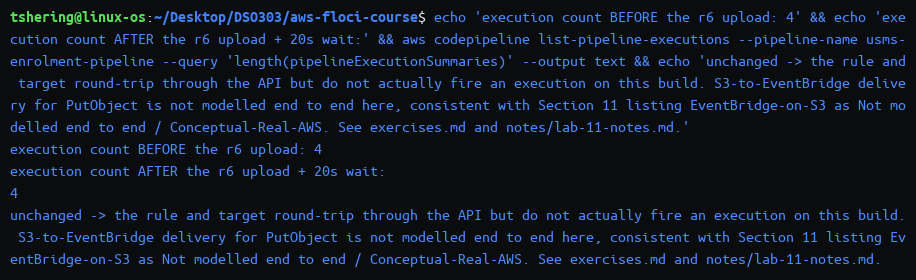 tshering@linux-os:~/Desktop/DSO303/aws-floci-course$ echo 'execution count BEFORE the r6 upload: 4' && echo 'exe
cution count AFTER the r6 upload + 20s wait:' && aws codepipeline list-pipeline-executions --pipeline-name usms-
enrolment-pipeline --query 'length(pipelineExecutionSummaries)' --output text && echo 'unchanged -> the rule and
 target round-trip through the API but do not actually fire an execution on this build. S3-to-EventBridge delive
ry for PutObject is not modelled end to end here, consistent with Section 11 listing EventBridge-on-S3 as Not mo
delled end to end / Conceptual-Real-AWS. See exercises.md and notes/lab-11-notes.md.'
execution count BEFORE the r6 upload: 4
execution count AFTER the r6 upload + 20s wait:
4
unchanged -> the rule and target round-trip through the API but do not actually fire an execution on this build.
 S3-to-EventBridge delivery for PutObject is not modelled end to end here, consistent with Section 11 listing Ev
entBridge-on-S3 as Not modelled end to end / Conceptual-Real-AWS. See exercises.md and notes/lab-11-notes.md.